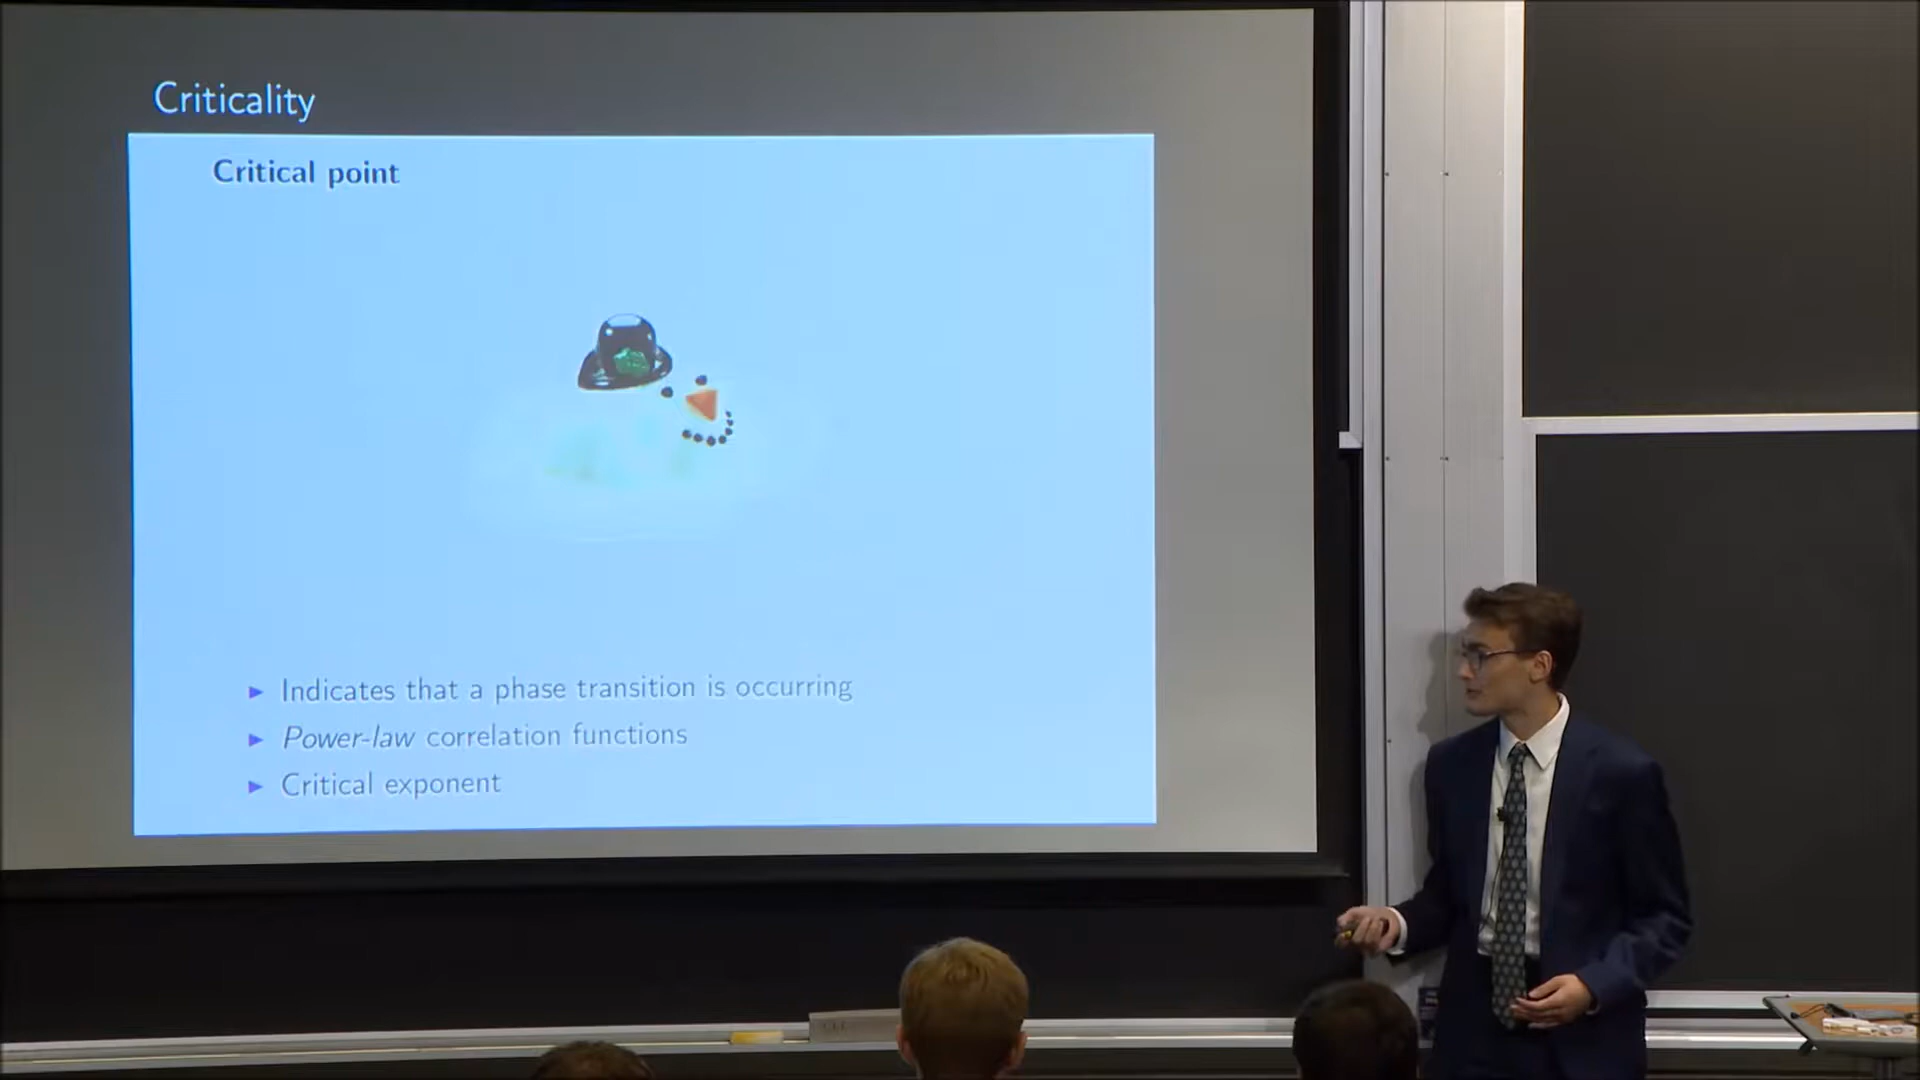 Criticality
Critical point
Indicates that a phase transition is occurring
Power-law correlation functions
Critical exponent